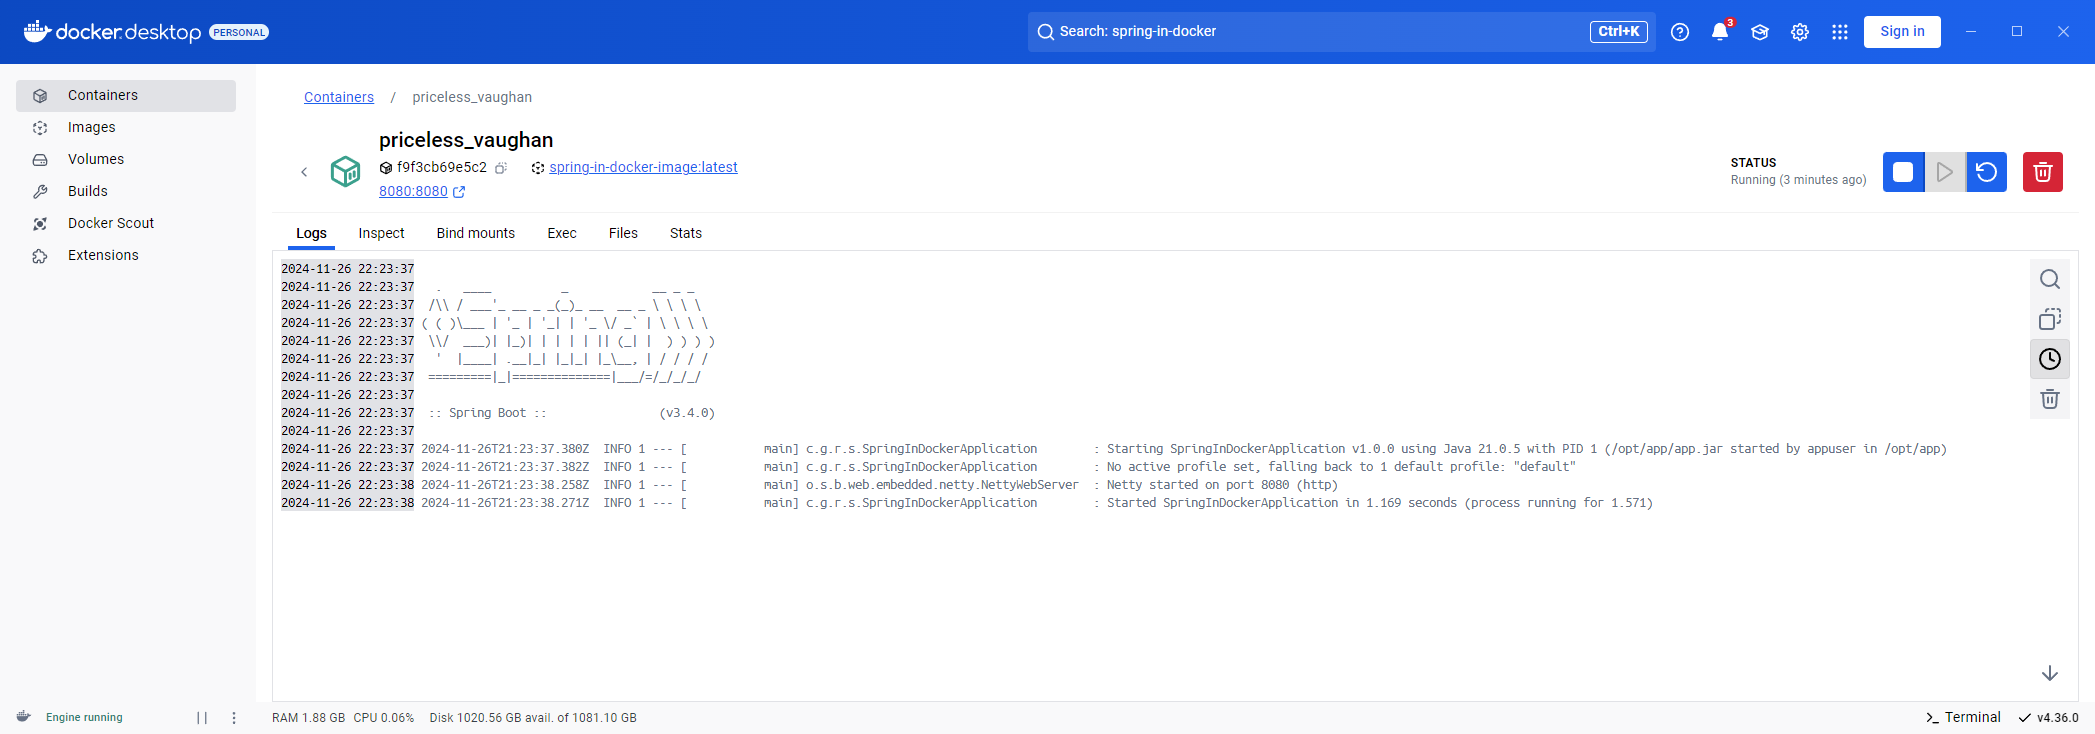 docker.desktop PERSONAL
Search: spring-in-docker
Ctrl+K
3
Sign in
Containers
Images
Volumes
Builds
Docker Scout
Extensions
Containers / priceless_vaughan
priceless_vaughan
f9f3cb69e5c2 spring-in-docker-image:latest
8080:8080
STATUS
Running (3 minutes ago)
Logs Inspect Bind mounts Exec Files Stats
2024-11-26 22:23:37
2024-11-26 22:23:37   .   ____          _            __ _ _
2024-11-26 22:23:37  /\\ / ___'_ __ _ _(_)_ __  __ _ \ \ \ \
2024-11-26 22:23:37 ( ( )\___ | '_ | '_| | '_ \/ _` | \ \ \ \
2024-11-26 22:23:37  \\/  ___)| |_)| | | | | || (_| |  ) ) ) )
2024-11-26 22:23:37   '  |____| .__|_| |_|_| |_\__, | / / / /
2024-11-26 22:23:37  =========|_|==============|___/=/_/_/_/
2024-11-26 22:23:37
2024-11-26 22:23:37  :: Spring Boot ::                (v3.4.0)
2024-11-26 22:23:37
2024-11-26 22:23:37 2024-11-26T21:23:37.380Z  INFO 1 --- [           main] c.g.r.s.SpringInDockerApplication        : Starting SpringInDockerApplication v1.0.0 using Java 21.0.5 with PID 1 (/opt/app/app.jar started by appuser in /opt/app)
2024-11-26 22:23:37 2024-11-26T21:23:37.382Z  INFO 1 --- [           main] c.g.r.s.SpringInDockerApplication        : No active profile set, falling back to 1 default profile: "default"
2024-11-26 22:23:38 2024-11-26T21:23:38.258Z  INFO 1 --- [           main] o.s.b.web.embedded.netty.NettyWebServer  : Netty started on port 8080 (http)
2024-11-26 22:23:38 2024-11-26T21:23:38.271Z  INFO 1 --- [           main] c.g.r.s.SpringInDockerApplication        : Started SpringInDockerApplication in 1.169 seconds (process running for 1.571)
Engine running
RAM 1.88 GB CPU 0.06% Disk 1020.56 GB avail. of 1081.10 GB
Terminal
v4.36.0